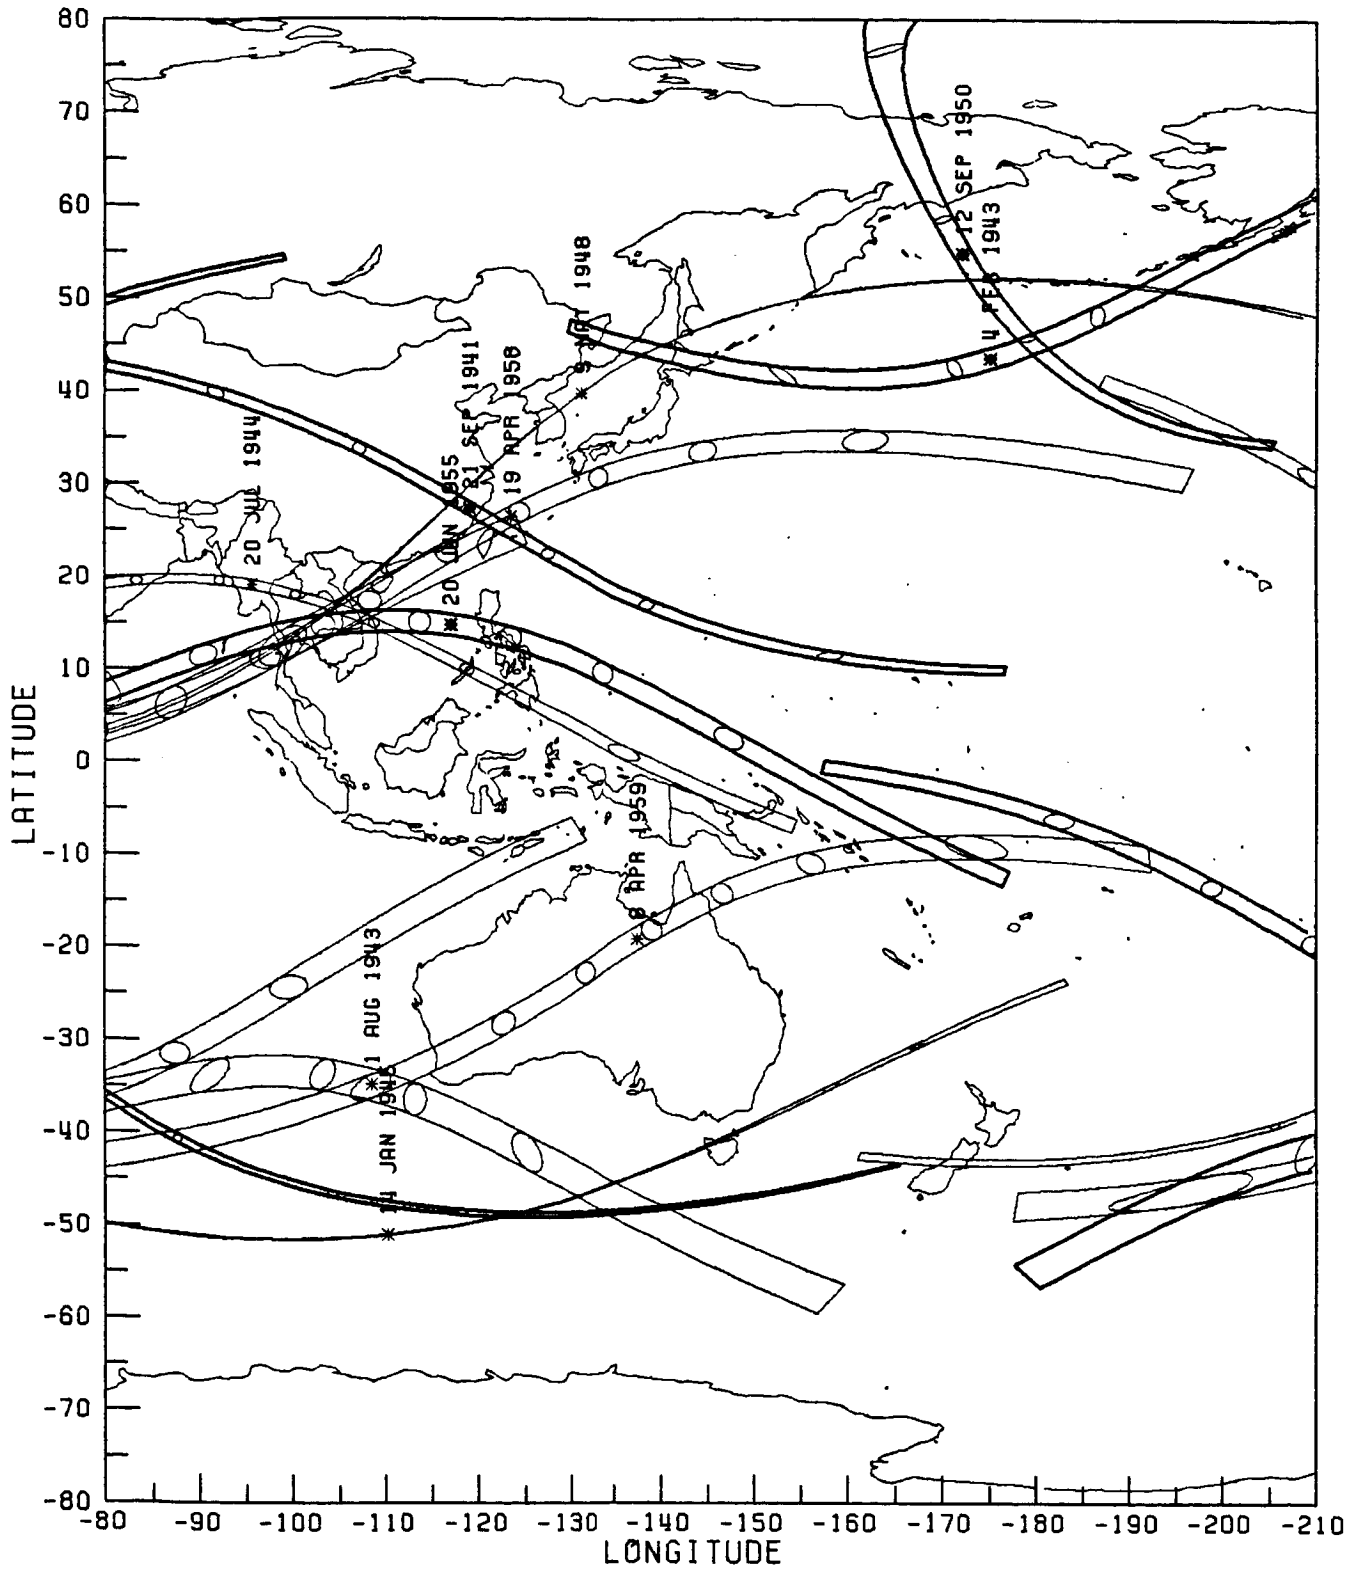 80
70
60
50
40
30
20
10
0
-10
-20
-30
-40
-50
-60
-70
-80
LATITUDE
12 SEP 1950
4 FEB 1943
9 MAY 1948
21 SEP 1941
19 APR 1958
20 JUL 1944
20 JUN 1955
8 APR 1959
1 AUG 1943
14 JAN 1945
-80 -90 -100 -110 -120 -130 -140 -150 -160 -170 -180 -190 -200 -210
LONGITUDE